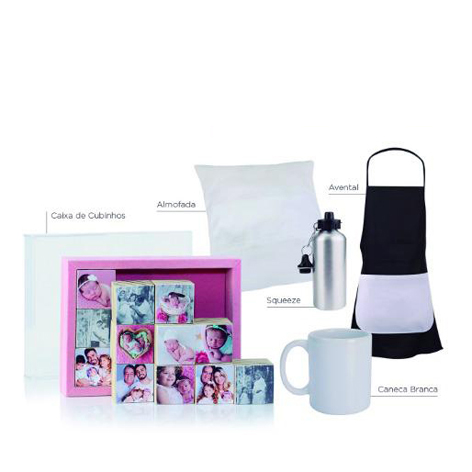 Avental
Almofada
Caixa de Cubinhos
Squeeze
Caneca Branca